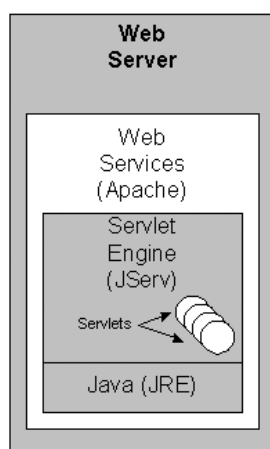 Web
Server
Web
Services
(Apache)
Servlet
Engine
(JServ)
Servlets
Java (JRE)